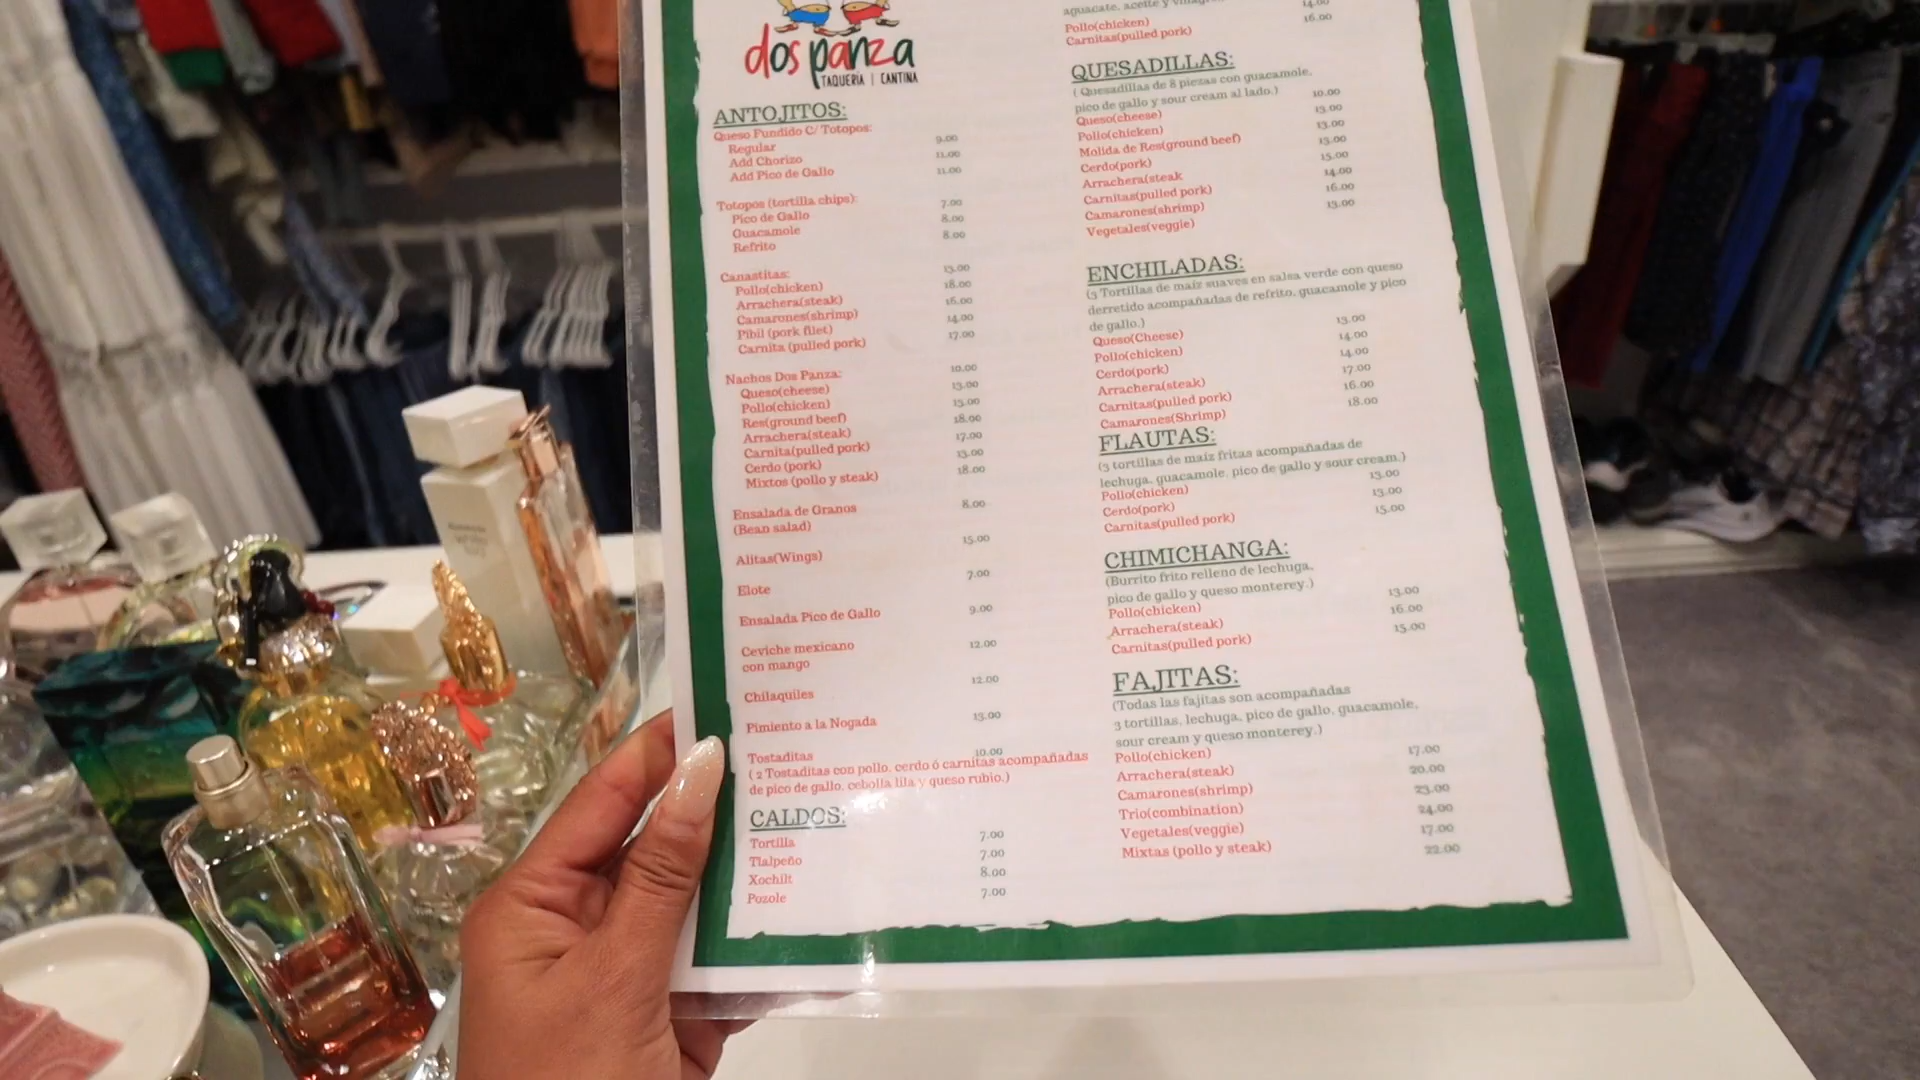 dos panza
TAQUERIA | CANTINA
ANTOJITOS:
Queso Fundido C/ Totopos:
Regular 9.00
Add Chorizo 11.00
Add Pico de Gallo 11.00
Totopos (tortilla chips):
Pico de Gallo 7.00
Guacamole 8.00
Refrito 8.00
Canastitas:
Pollo(chicken) 13.00
Arrachera(steak) 18.00
Camarones(shrimp) 16.00
Pibil (pork filet) 14.00
Carnita (pulled pork) 17.00
Nachos Dos Panza:
Queso(cheese) 10.00
Pollo(chicken) 13.00
Res(ground beef) 15.00
Arrachera(steak) 18.00
Carnita(pulled pork) 17.00
Cerdo (pork) 13.00
Mixtos (pollo y steak) 18.00
Ensalada de Granos 8.00
(Bean salad)
Alitas(Wings) 15.00
Elote 7.00
Ensalada Pico de Gallo 9.00
Ceviche mexicano 12.00
con mango
Chilaquiles 12.00
Pimiento a la Nogada 13.00
Tostaditas 10.00
( 2 Tostaditas con pollo, cerdo ó carnitas acompañadas
de pico de gallo, cebolla lila y queso rubio.)
CALDOS:
Tortilla 7.00
Tlalpeño 7.00
Xochilt 8.00
Pozole 7.00
aguacate, aceite y
Pollo(chicken) 14.00
Carnitas(pulled pork) 16.00
QUESADILLAS:
( Quesadillas de 8 piezas con guacamole,
pico de gallo y sour cream al lado.)
Queso(cheese) 10.00
Pollo(chicken) 13.00
Molida de Res(ground beef) 13.00
Cerdo(pork) 13.00
Arrachera(steak 15.00
Carnitas(pulled pork) 14.00
Camarones(shrimp) 16.00
Vegetales(veggie) 13.00
ENCHILADAS:
(3 Tortillas de maiz suaves en salsa verde con queso
derretido acompañadas de refrito, guacamole y pico
de gallo.)
Queso(Cheese) 13.00
Pollo(chicken) 14.00
Cerdo(pork) 14.00
Arrachera(steak) 17.00
Carnitas(pulled pork) 16.00
Camarones(Shrimp) 18.00
FLAUTAS:
(3 tortillas de maiz fritas acompañadas de
lechuga, guacamole, pico de gallo y sour cream.)
Pollo(chicken) 13.00
Cerdo(pork) 13.00
Carnitas(pulled pork) 15.00
CHIMICHANGA:
(Burrito frito relleno de lechuga,
pico de gallo y queso monterey.)
Pollo(chicken) 13.00
Arrachera(steak) 16.00
Carnitas(pulled pork) 15.00
FAJITAS:
(Todas las fajitas son acompañadas
3 tortillas, lechuga, pico de gallo, guacamole,
sour cream y queso monterey.)
Pollo(chicken) 17.00
Arrachera(steak) 20.00
Camarones(shrimp) 23.00
Trio(combination) 24.00
Vegetales(veggie) 17.00
Mixtas (pollo y steak) 22.00